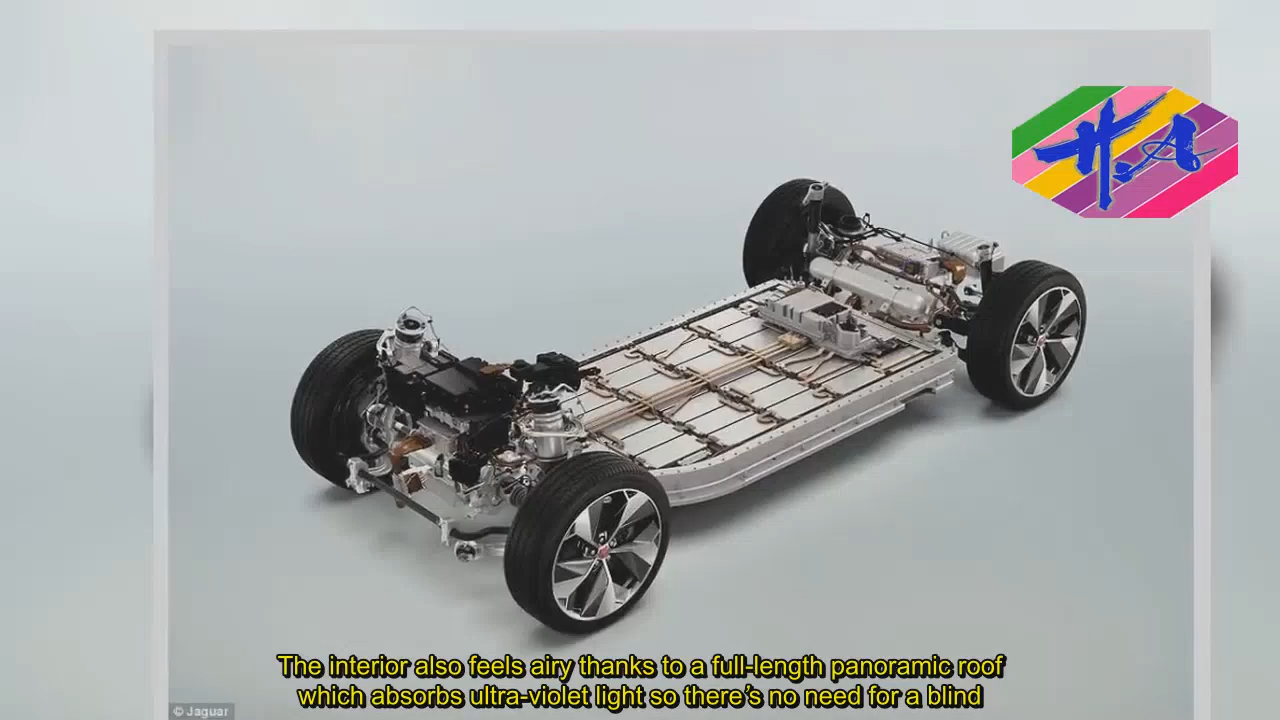 H.A
The interior also feels airy thanks to a full-length panoramic roof
which absorbs ultra-violet light so there's no need for a blind
© Jaguar